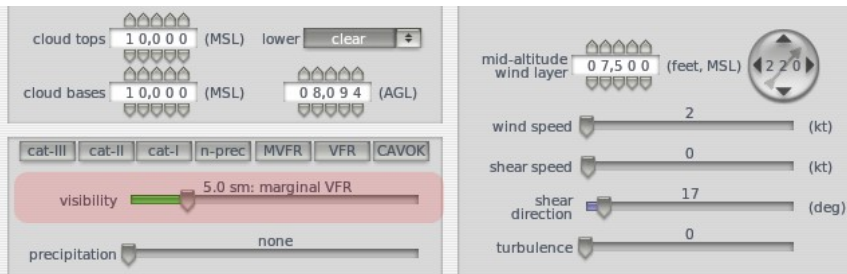 cloud tops 10,000 (MSL) lower clear
cloud bases 10,000 (MSL) 08,094 (AGL)
cat-III cat-II cat-I n-prec MVFR VFR CAVOK
visibility 5.0 sm: marginal VFR
precipitation none
mid-altitude
wind layer 07,500 (feet, MSL) 220
wind speed 2 (kt)
shear speed 0 (kt)
shear
direction 17 (deg)
turbulence 0